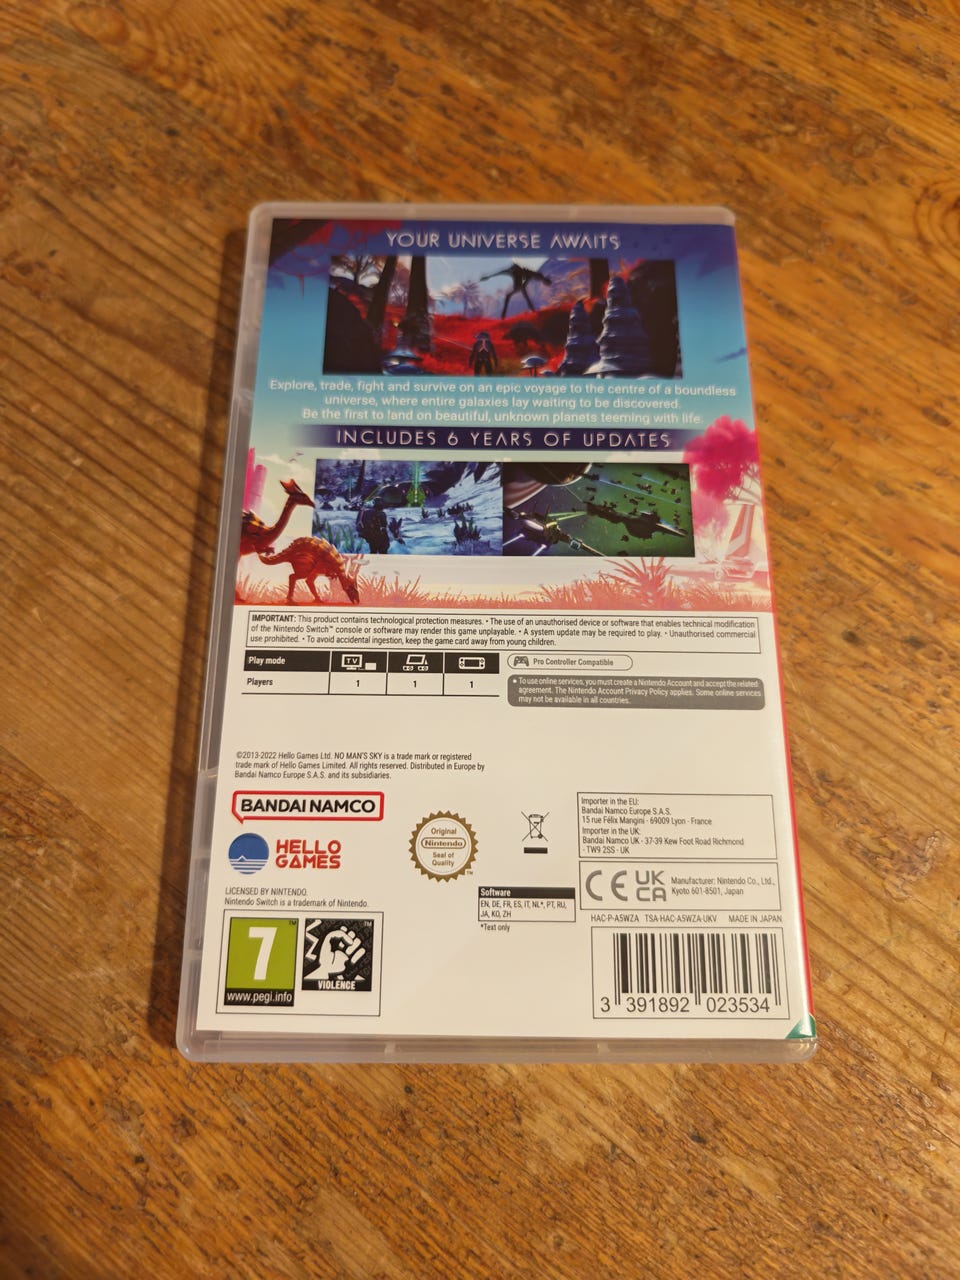 YOUR UNIVERSE AWAITS
Explore, trade, fight and survive on an epic voyage to the centre of a boundless
universe, where entire galaxies lay waiting to be discovered.
Be the first to land on beautiful, unknown planets teeming with life.
INCLUDES 6 YEARS OF UPDATES
IMPORTANT: This product contains technological protection measures. • The use of an unauthorised device or software that enables technical modification
of the Nintendo Switch™ console or software may render this game unplayable. • A system update may be required to play. • Unauthorised commercial
use prohibited. • To avoid accidental ingestion, keep the game card away from young children.
Play mode TV
Players 1 1 1
Pro Controller Compatible
• To use online services, you must create a Nintendo Account and accept the related
agreement. The Nintendo Account Privacy Policy applies. Some online services
may not be available in all countries.
©2013-2022 Hello Games Ltd. NO MAN'S SKY is a trade mark or registered
trade mark of Hello Games Limited. All rights reserved. Distributed in Europe by
Bandai Namco Europe S.A.S. and its subsidiaries.
BANDAI NAMCO
HELLO
GAMES
Original
Nintendo
Seal of
Quality
TM
Importer in the EU:
Bandai Namco Europe S.A.S.
15 rue Félix Mangini - 69009 Lyon - France
Importer in the UK:
Bandai Namco UK - 37-39 Kew Foot Road Richmond
- TW9 2SS - UK
CE UK
CA
Manufacturer: Nintendo Co., Ltd.,
Kyoto 601-8501, Japan
LICENSED BY NINTENDO.
Nintendo Switch is a trademark of Nintendo.
Software
EN, DE, FR, ES, IT, NL*, PT, RU,
JA, KO, ZH
*Text only
HAC-P-A5WZA TSA-HAC-A5WZA-UKV MADE IN JAPAN
7 TM
www.pegi.info
TM
VIOLENCE
3 391892 023534